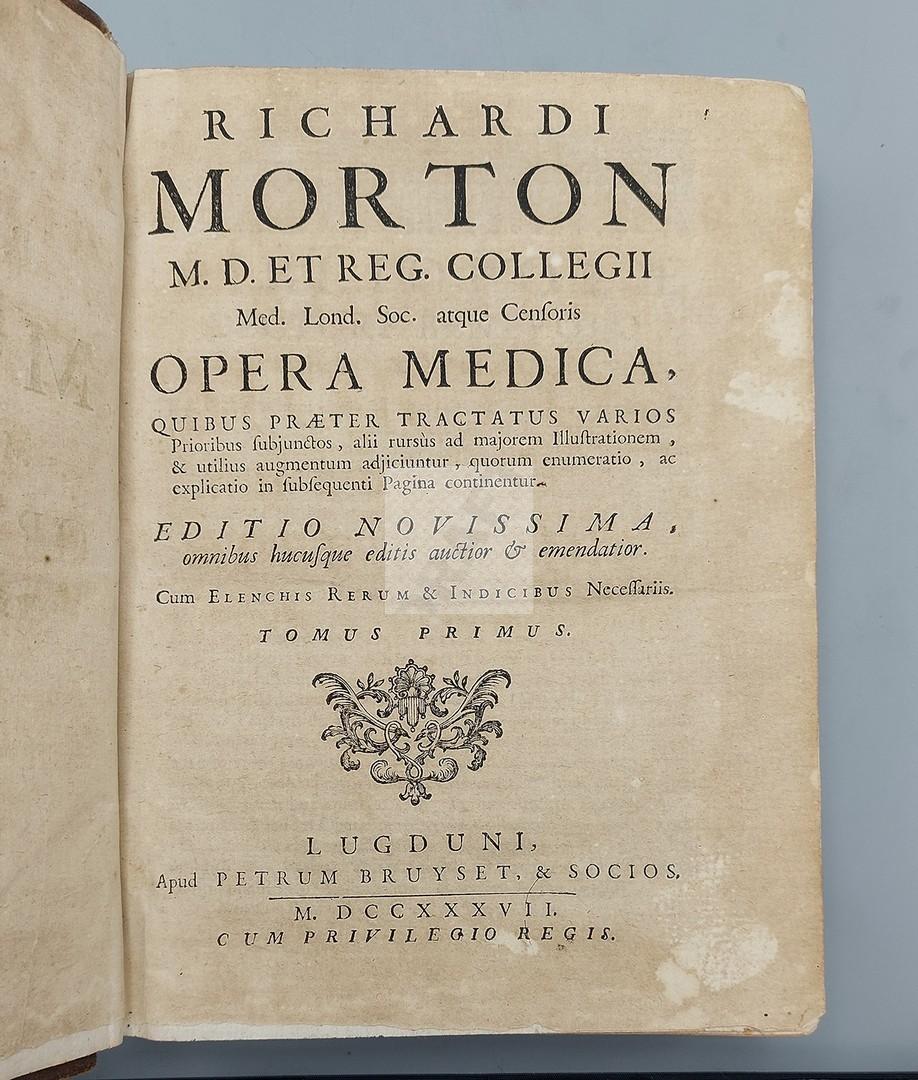 RICHARDI
MORTON
M. D. ET REG. COLLEGII
Med. Lond. Soc. atque Cenſoris
OPERA MEDICA,
QUIBUS PRÆTER TRACTATUS VARIOS
Prioribus ſubjunctos, alii rursùs ad majorem Illuſtrationem,
& utilius augmentum adjiciuntur, quorum enumeratio, ac
explicatio in ſubſequenti Pagina continentur.
EDITIO NOVISSIMA,
omnibus hucuſque editis auctior & emendatior.
Cum ELENCHIS RERUM & INDICIBUS Neceſſariis.
TOMUS PRIMUS.
LUGDUNI,
Apud PETRUM BRUYSET, & SOCIOS.
M. DCCXXXVII.
CUM PRIVILEGIO REGIS.